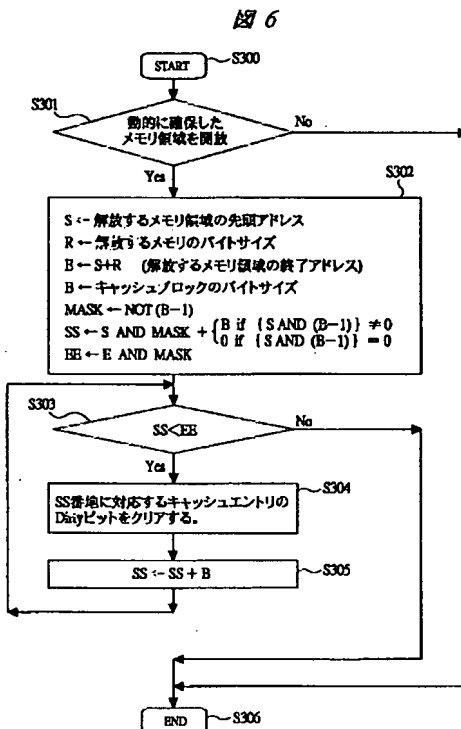 図 6
START
S300
S301
動的に確保した
メモリ領域を開放
No
Yes
S302
S ← 解放するメモリ領域の先頭アドレス
R ← 解放するメモリのバイトサイズ
E ← S+R (解放するメモリ領域の終了アドレス)
B ← キャッシュブロックのバイトサイズ
MASK ← NOT (B−1)
SS ← S AND MASK + { B if { S AND (B−1) } ≠ 0
0 if { S AND (B−1) } = 0
EE ← E AND MASK
S303
SS<EE
No
Yes
S304
SS番地に対応するキャッシュエントリの
Dirtyビットをクリアする。
SS ← SS + B
S305
END
S306